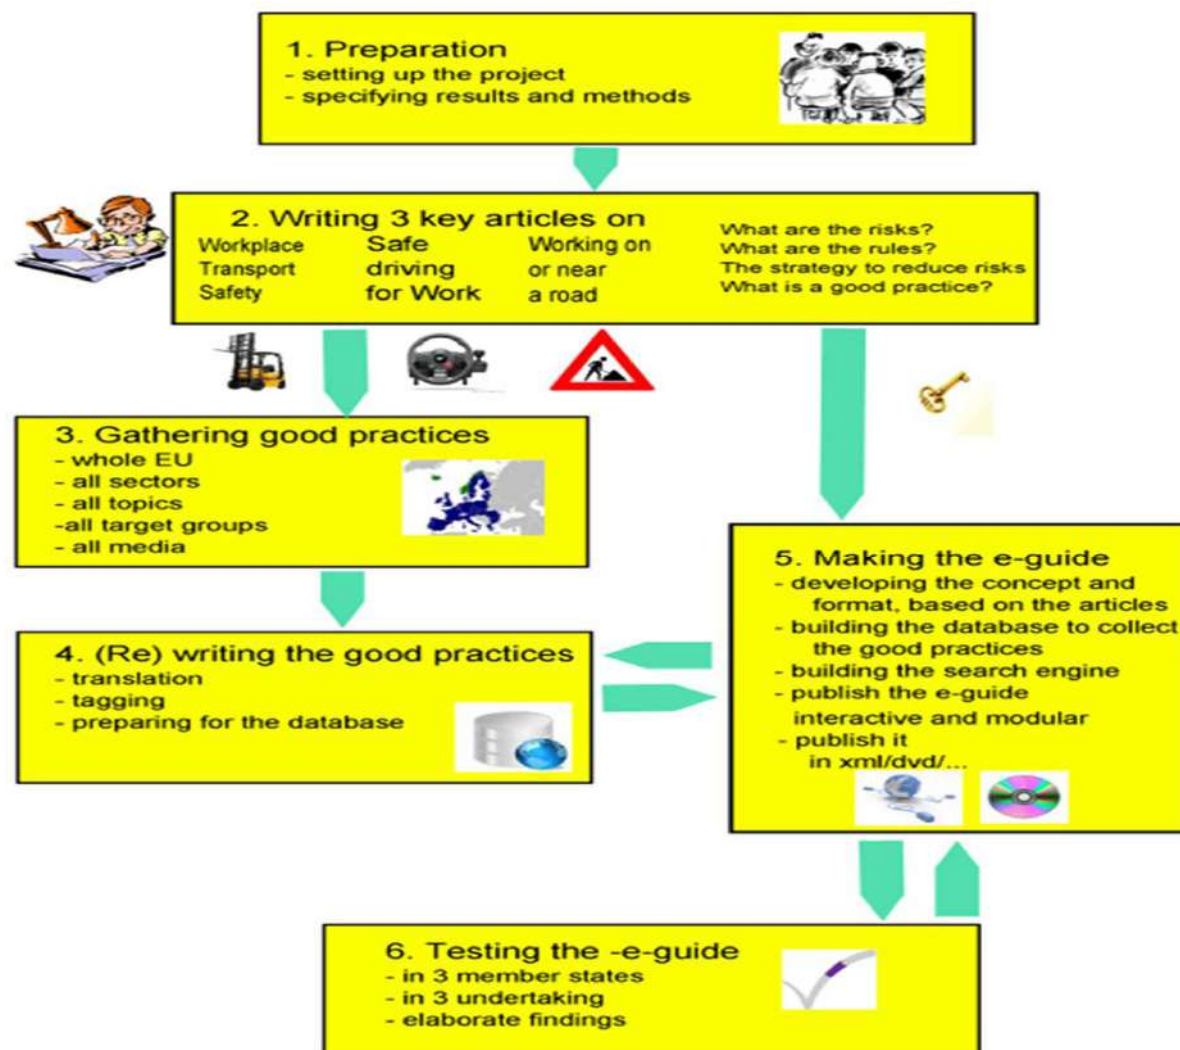 1. Preparation
- setting up the project
- specifying results and methods
2. Writing 3 key articles on
Workplace
Transport
Safety
Safe
driving
for Work
Working on
or near
a road
What are the risks?
What are the rules?
The strategy to reduce risks
What is a good practice?
3. Gathering good practices
- whole EU
- all sectors
- all topics
-all target groups
- all media
4. (Re) writing the good practices
- translation
- tagging
- preparing for the database
5. Making the e-guide
- developing the concept and
format, based on the articles
- building the database to collect
the good practices
- building the search engine
- publish the e-guide
interactive and modular
- publish it
in xml/dvd/...
6. Testing the -e-guide
- in 3 member states
- in 3 undertaking
- elaborate findings